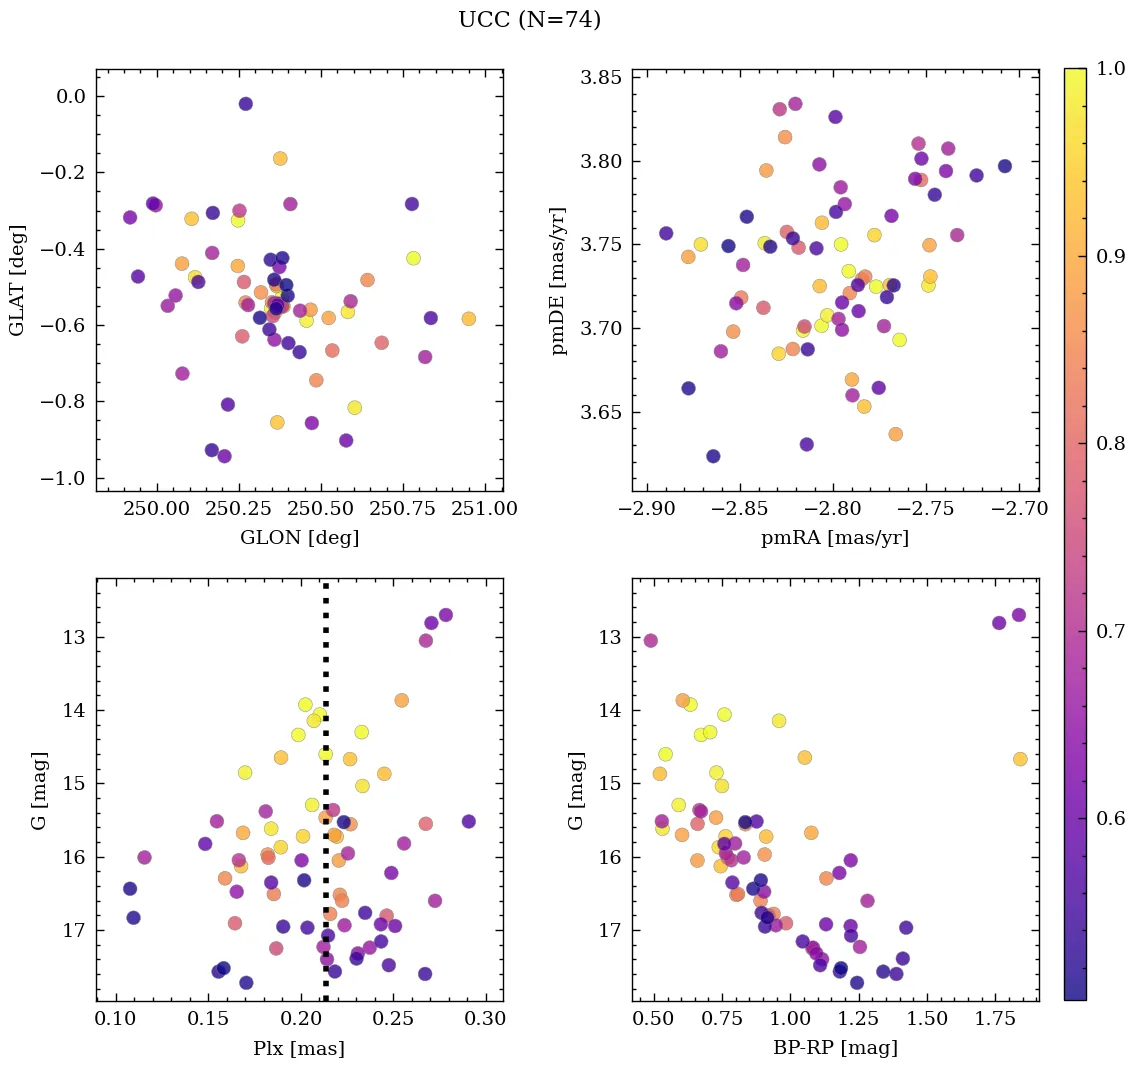 UCC (N=74)
0.0
−0.2
−0.4
−0.6
−0.8
−1.0
GLAT [deg]
250.00 250.25 250.50 250.75 251.00
GLON [deg]
3.85
3.80
3.75
3.70
3.65
pmDE [mas/yr]
−2.90 −2.85 −2.80 −2.75 −2.70
pmRA [mas/yr]
1.0
0.9
0.8
0.7
0.6
13
14
15
16
17
G [mag]
0.10 0.15 0.20 0.25 0.30
Plx [mas]
13
14
15
16
17
G [mag]
0.50 0.75 1.00 1.25 1.50 1.75
BP-RP [mag]